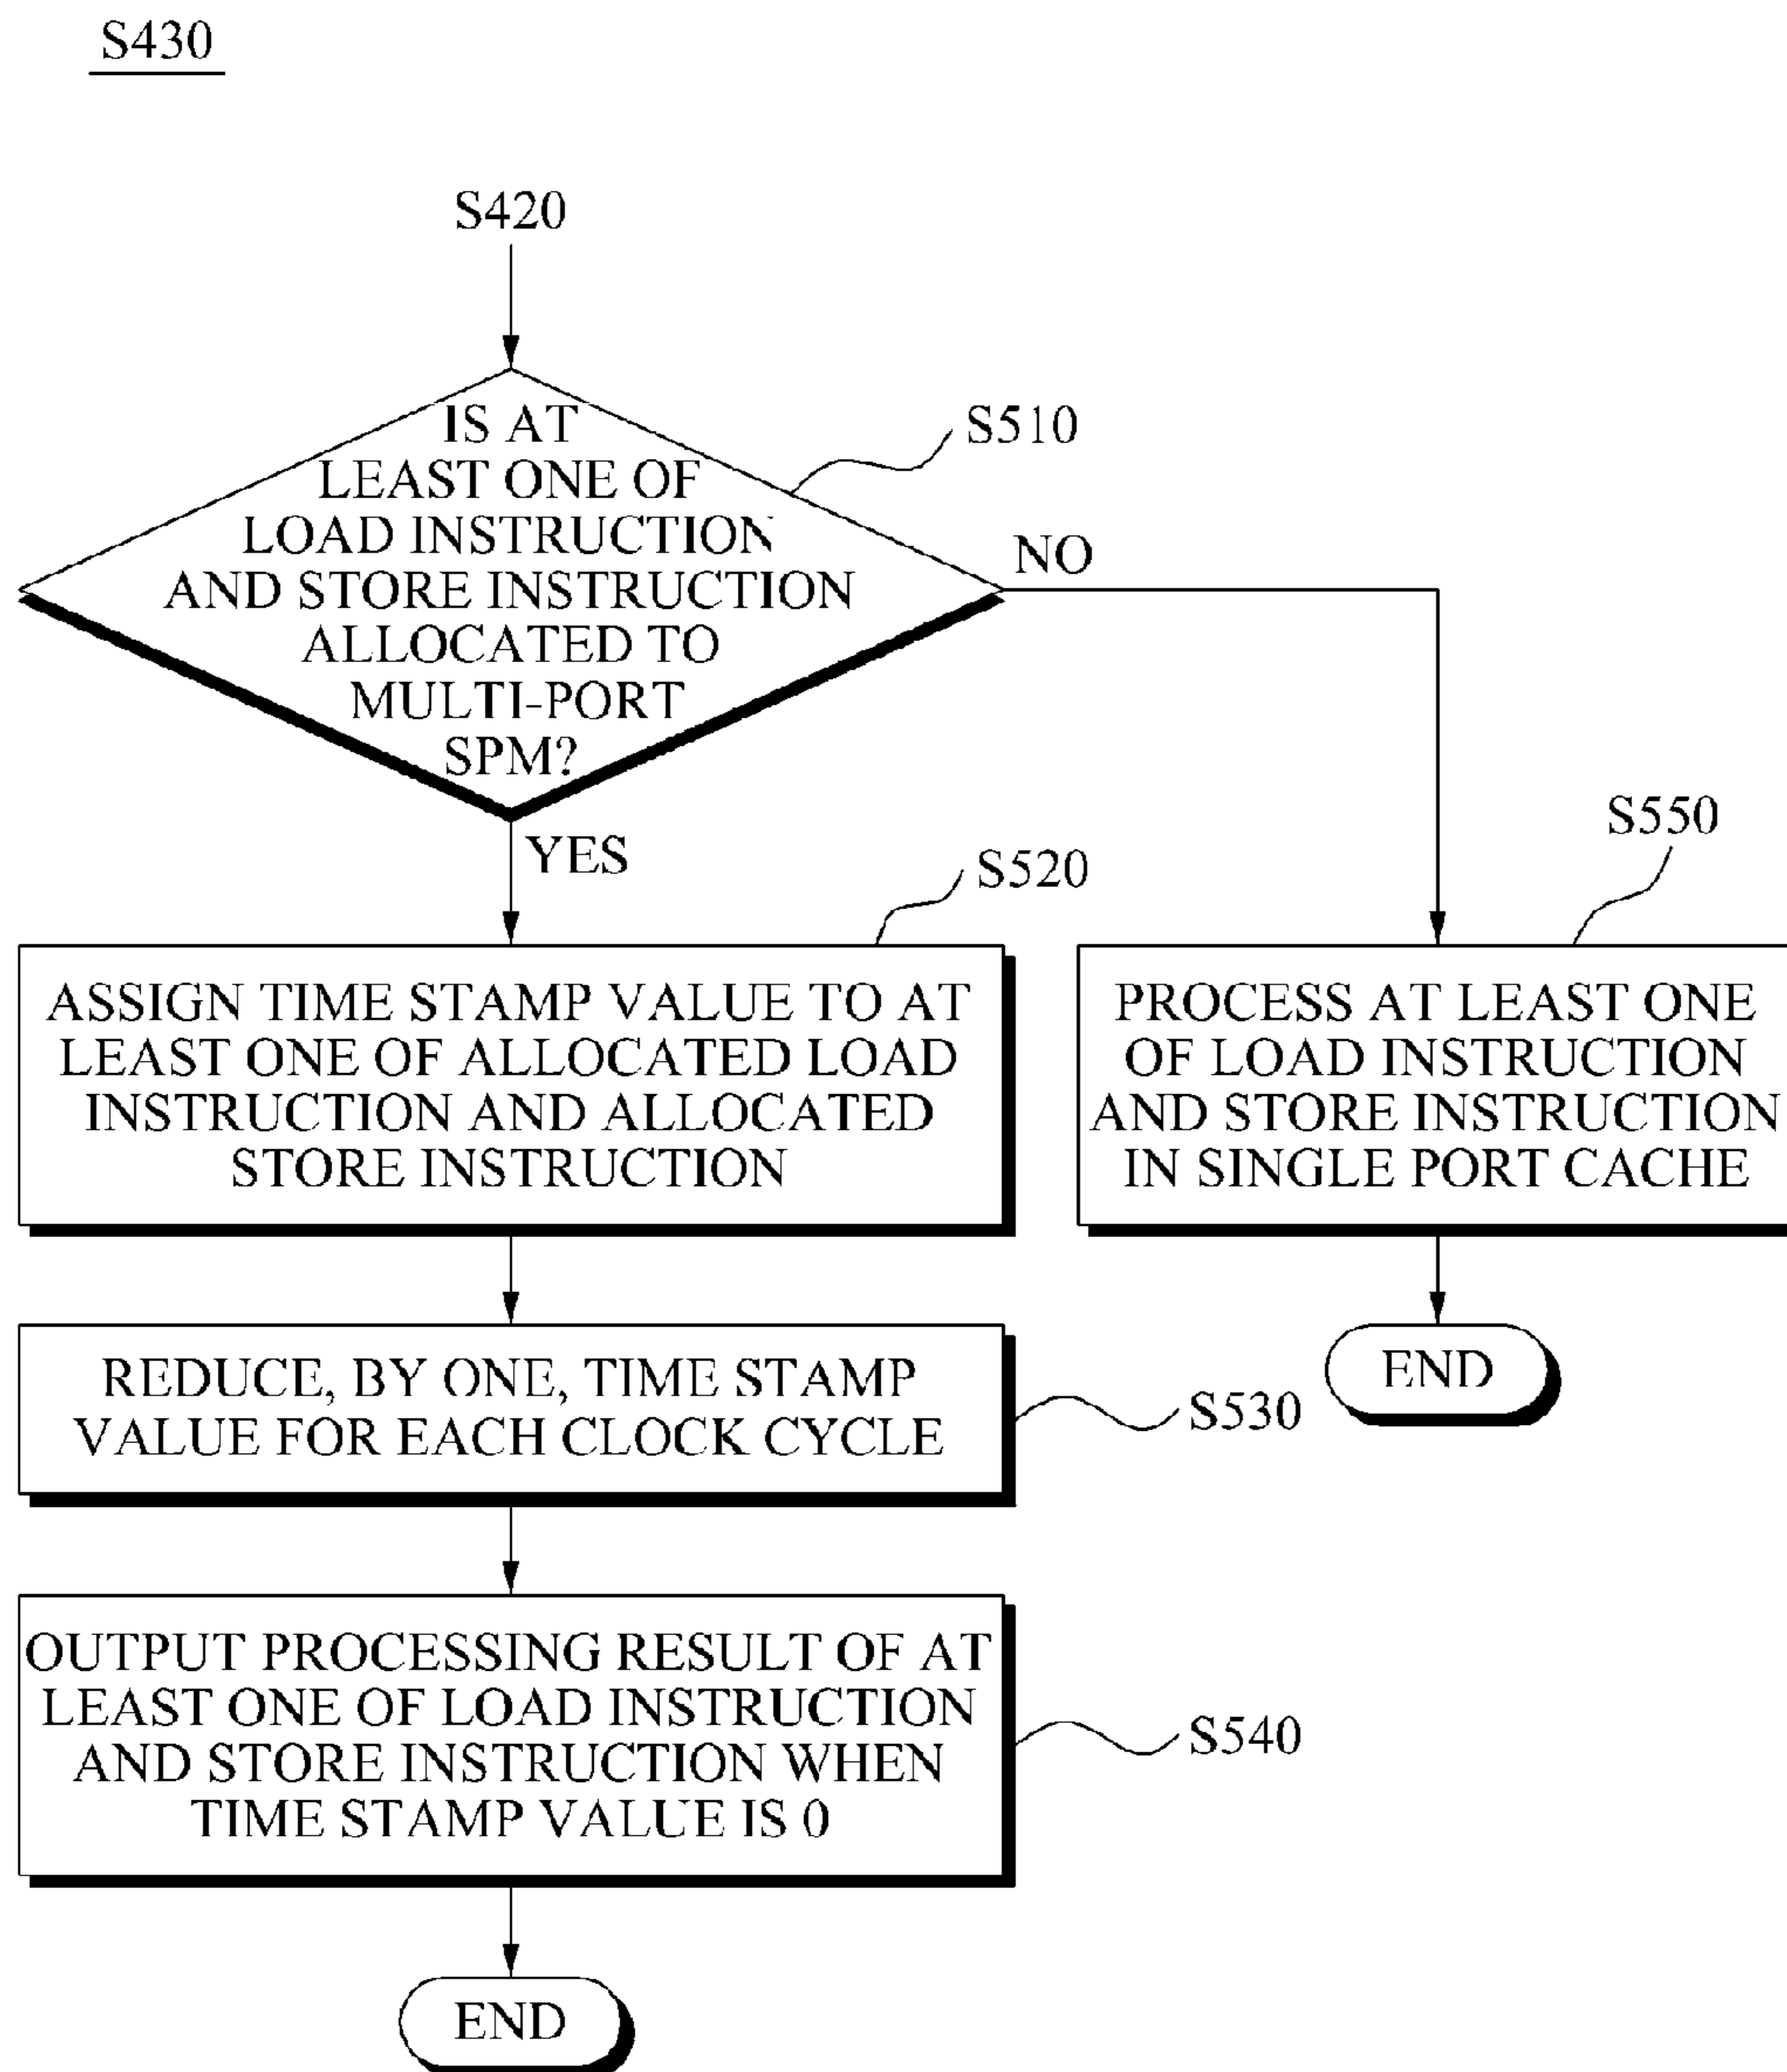 S430
S420
IS AT
LEAST ONE OF
LOAD INSTRUCTION
AND STORE INSTRUCTION
ALLOCATED TO
MULTI-PORT
SPM?
S510
NO
YES
S520
S550
ASSIGN TIME STAMP VALUE TO AT
LEAST ONE OF ALLOCATED LOAD
INSTRUCTION AND ALLOCATED
STORE INSTRUCTION
PROCESS AT LEAST ONE
OF LOAD INSTRUCTION
AND STORE INSTRUCTION
IN SINGLE PORT CACHE
REDUCE, BY ONE, TIME STAMP
VALUE FOR EACH CLOCK CYCLE
S530
END
OUTPUT PROCESSING RESULT OF AT
LEAST ONE OF LOAD INSTRUCTION
AND STORE INSTRUCTION WHEN
TIME STAMP VALUE IS 0
S540
END